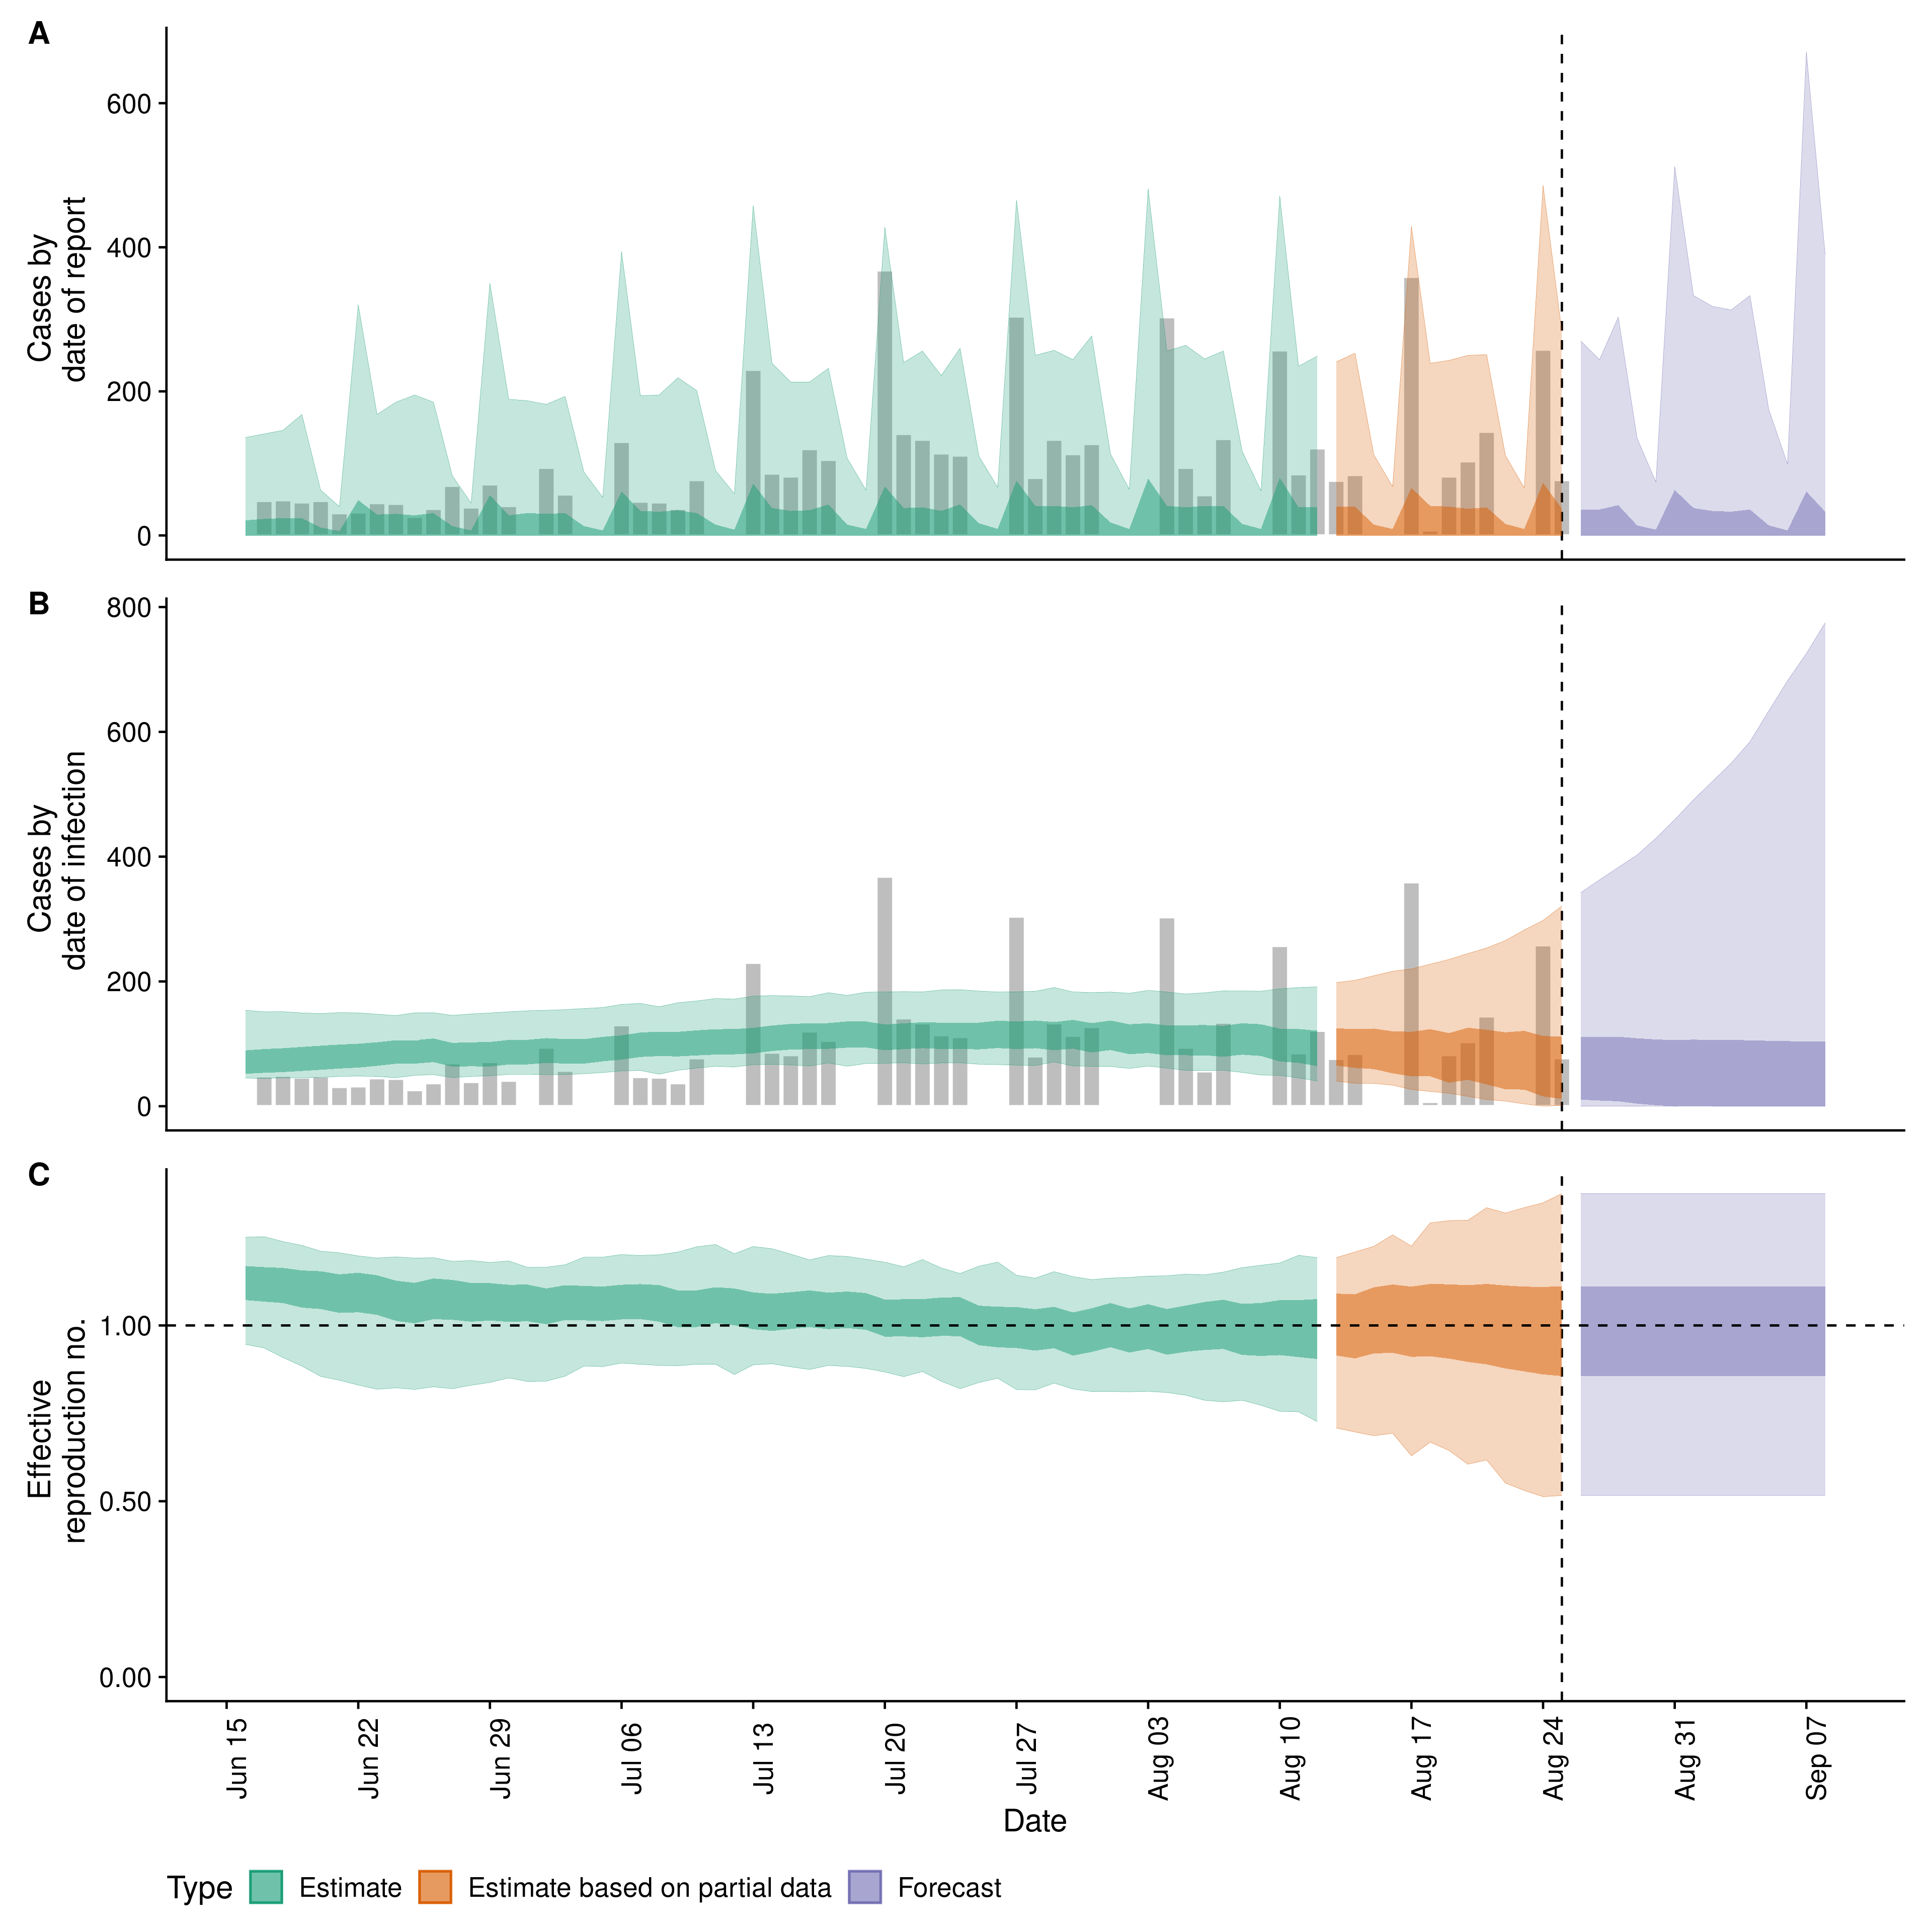 A
Cases by
date of report
600
400
200
0
B
Cases by
date of infection
800
600
400
200
0
C
Effective
reproduction no.
1.00
0.50
0.00
Jun 15
Jun 22
Jun 29
Jul 06
Jul 13
Jul 20
Jul 27
Aug 03
Aug 10
Aug 17
Aug 24
Aug 31
Sep 07
Date
Type Estimate Estimate based on partial data Forecast